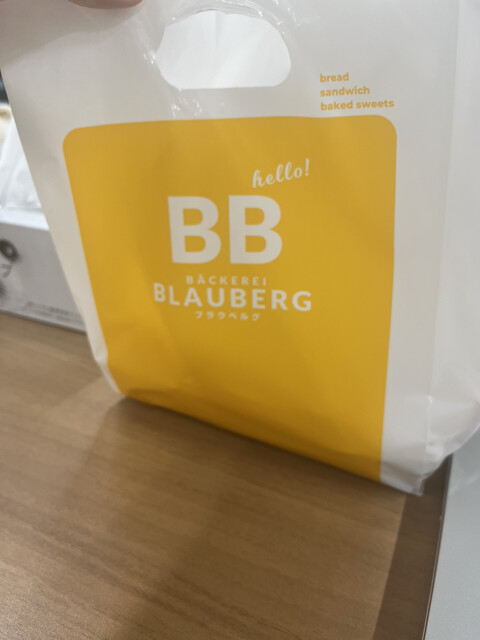 bread
sandwich
baked sweets
hello!
BB
BÄCKEREI
BLAUBERG
ブラウベルグ